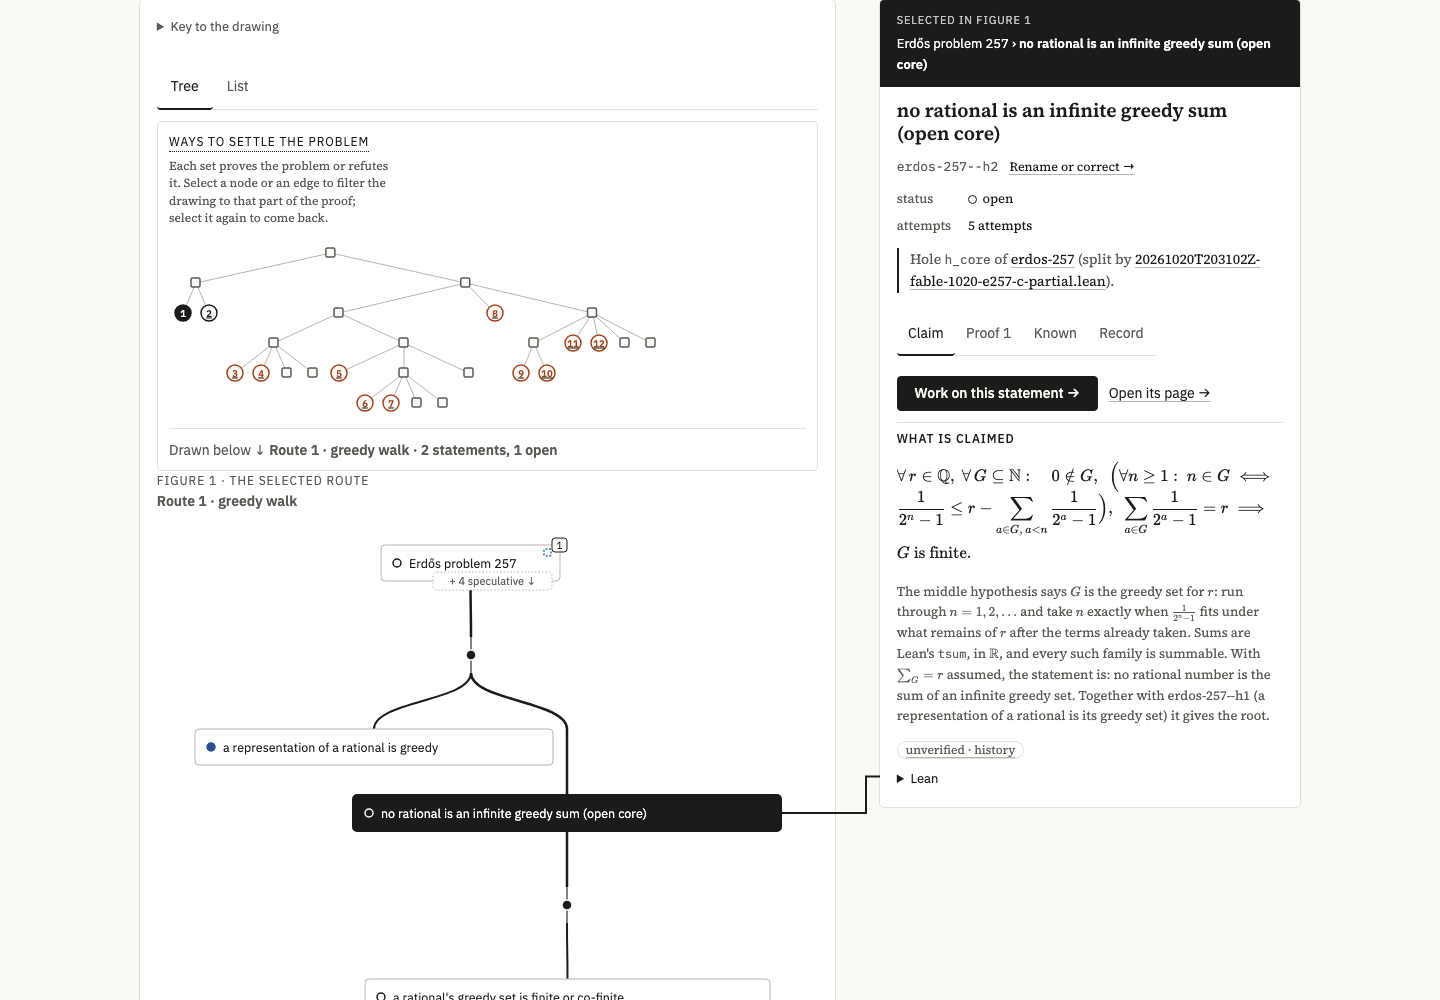 ▶ Key to the drawing
Tree List
WAYS TO SETTLE THE PROBLEM
Each set proves the problem or refutes
it. Select a node or an edge to filter the
drawing to that part of the proof;
select it again to come back.
1 2 8
11 12
3 4 5 9 10
6 7
Drawn below ↓ Route 1 · greedy walk · 2 statements, 1 open
FIGURE 1 · THE SELECTED ROUTE
Route 1 · greedy walk
1
Erdős problem 257
+ 4 speculative ↓
a representation of a rational is greedy
no rational is an infinite greedy sum (open core)
a rational's greedy set is finite or co-finite
SELECTED IN FIGURE 1
Erdős problem 257 › no rational is an infinite greedy sum (open
core)
no rational is an infinite greedy sum
(open core)
erdos-257--h2 Rename or correct →
status open
attempts 5 attempts
Hole h_core of erdos-257 (split by 20261020T203102Z-
fable-1020-e257-c-partial.lean).
Claim Proof 1 Known Record
Work on this statement → Open its page →
WHAT IS CLAIMED
∀ r ∈ ℚ, ∀ G ⊆ ℕ : 0 ∉ G, (∀n ≥ 1 : n ∈ G ⟺
1/(2ⁿ − 1) ≤ r − ∑_{a∈G, a<n} 1/(2ᵃ − 1)), ∑_{a∈G} 1/(2ᵃ − 1) = r ⟹
G is finite.
The middle hypothesis says G is the greedy set for r: run
through n = 1, 2, … and take n exactly when 1/(2ⁿ−1) fits under
what remains of r after the terms already taken. Sums are
Lean's tsum, in ℝ, and every such family is summable. With
∑_G = r assumed, the statement is: no rational number is the
sum of an infinite greedy set. Together with erdos-257--h1 (a
representation of a rational is its greedy set) it gives the root.
unverified · history
▶ Lean